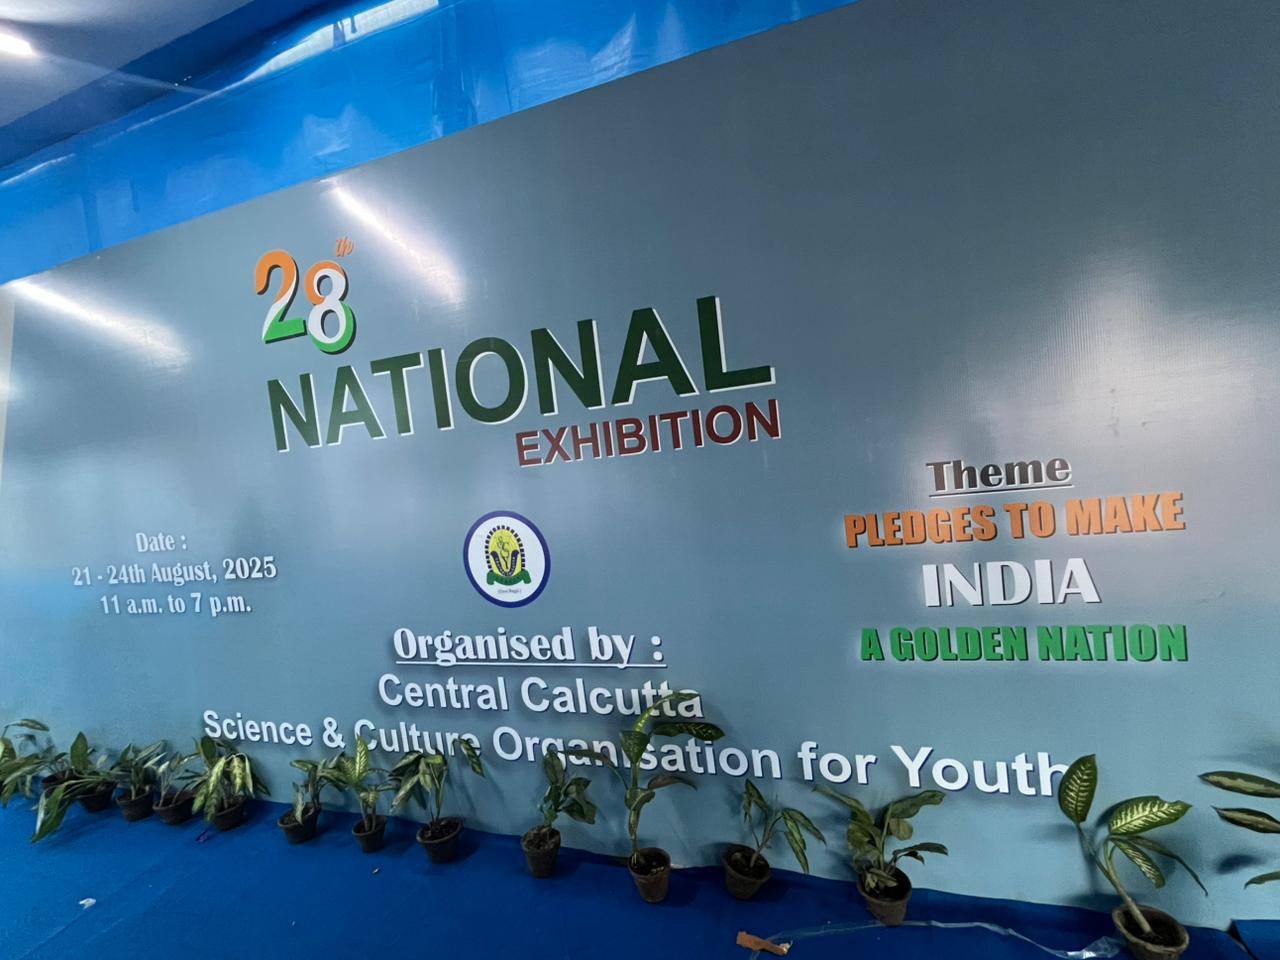 28th
NATIONAL
EXHIBITION
Date :
21 - 24th August, 2025
11 a.m. to 7 p.m.
Theme
PLEDGES TO MAKE
INDIA
A GOLDEN NATION
Organised by :
Central Calcutta
Science & Culture Organisation for Youth